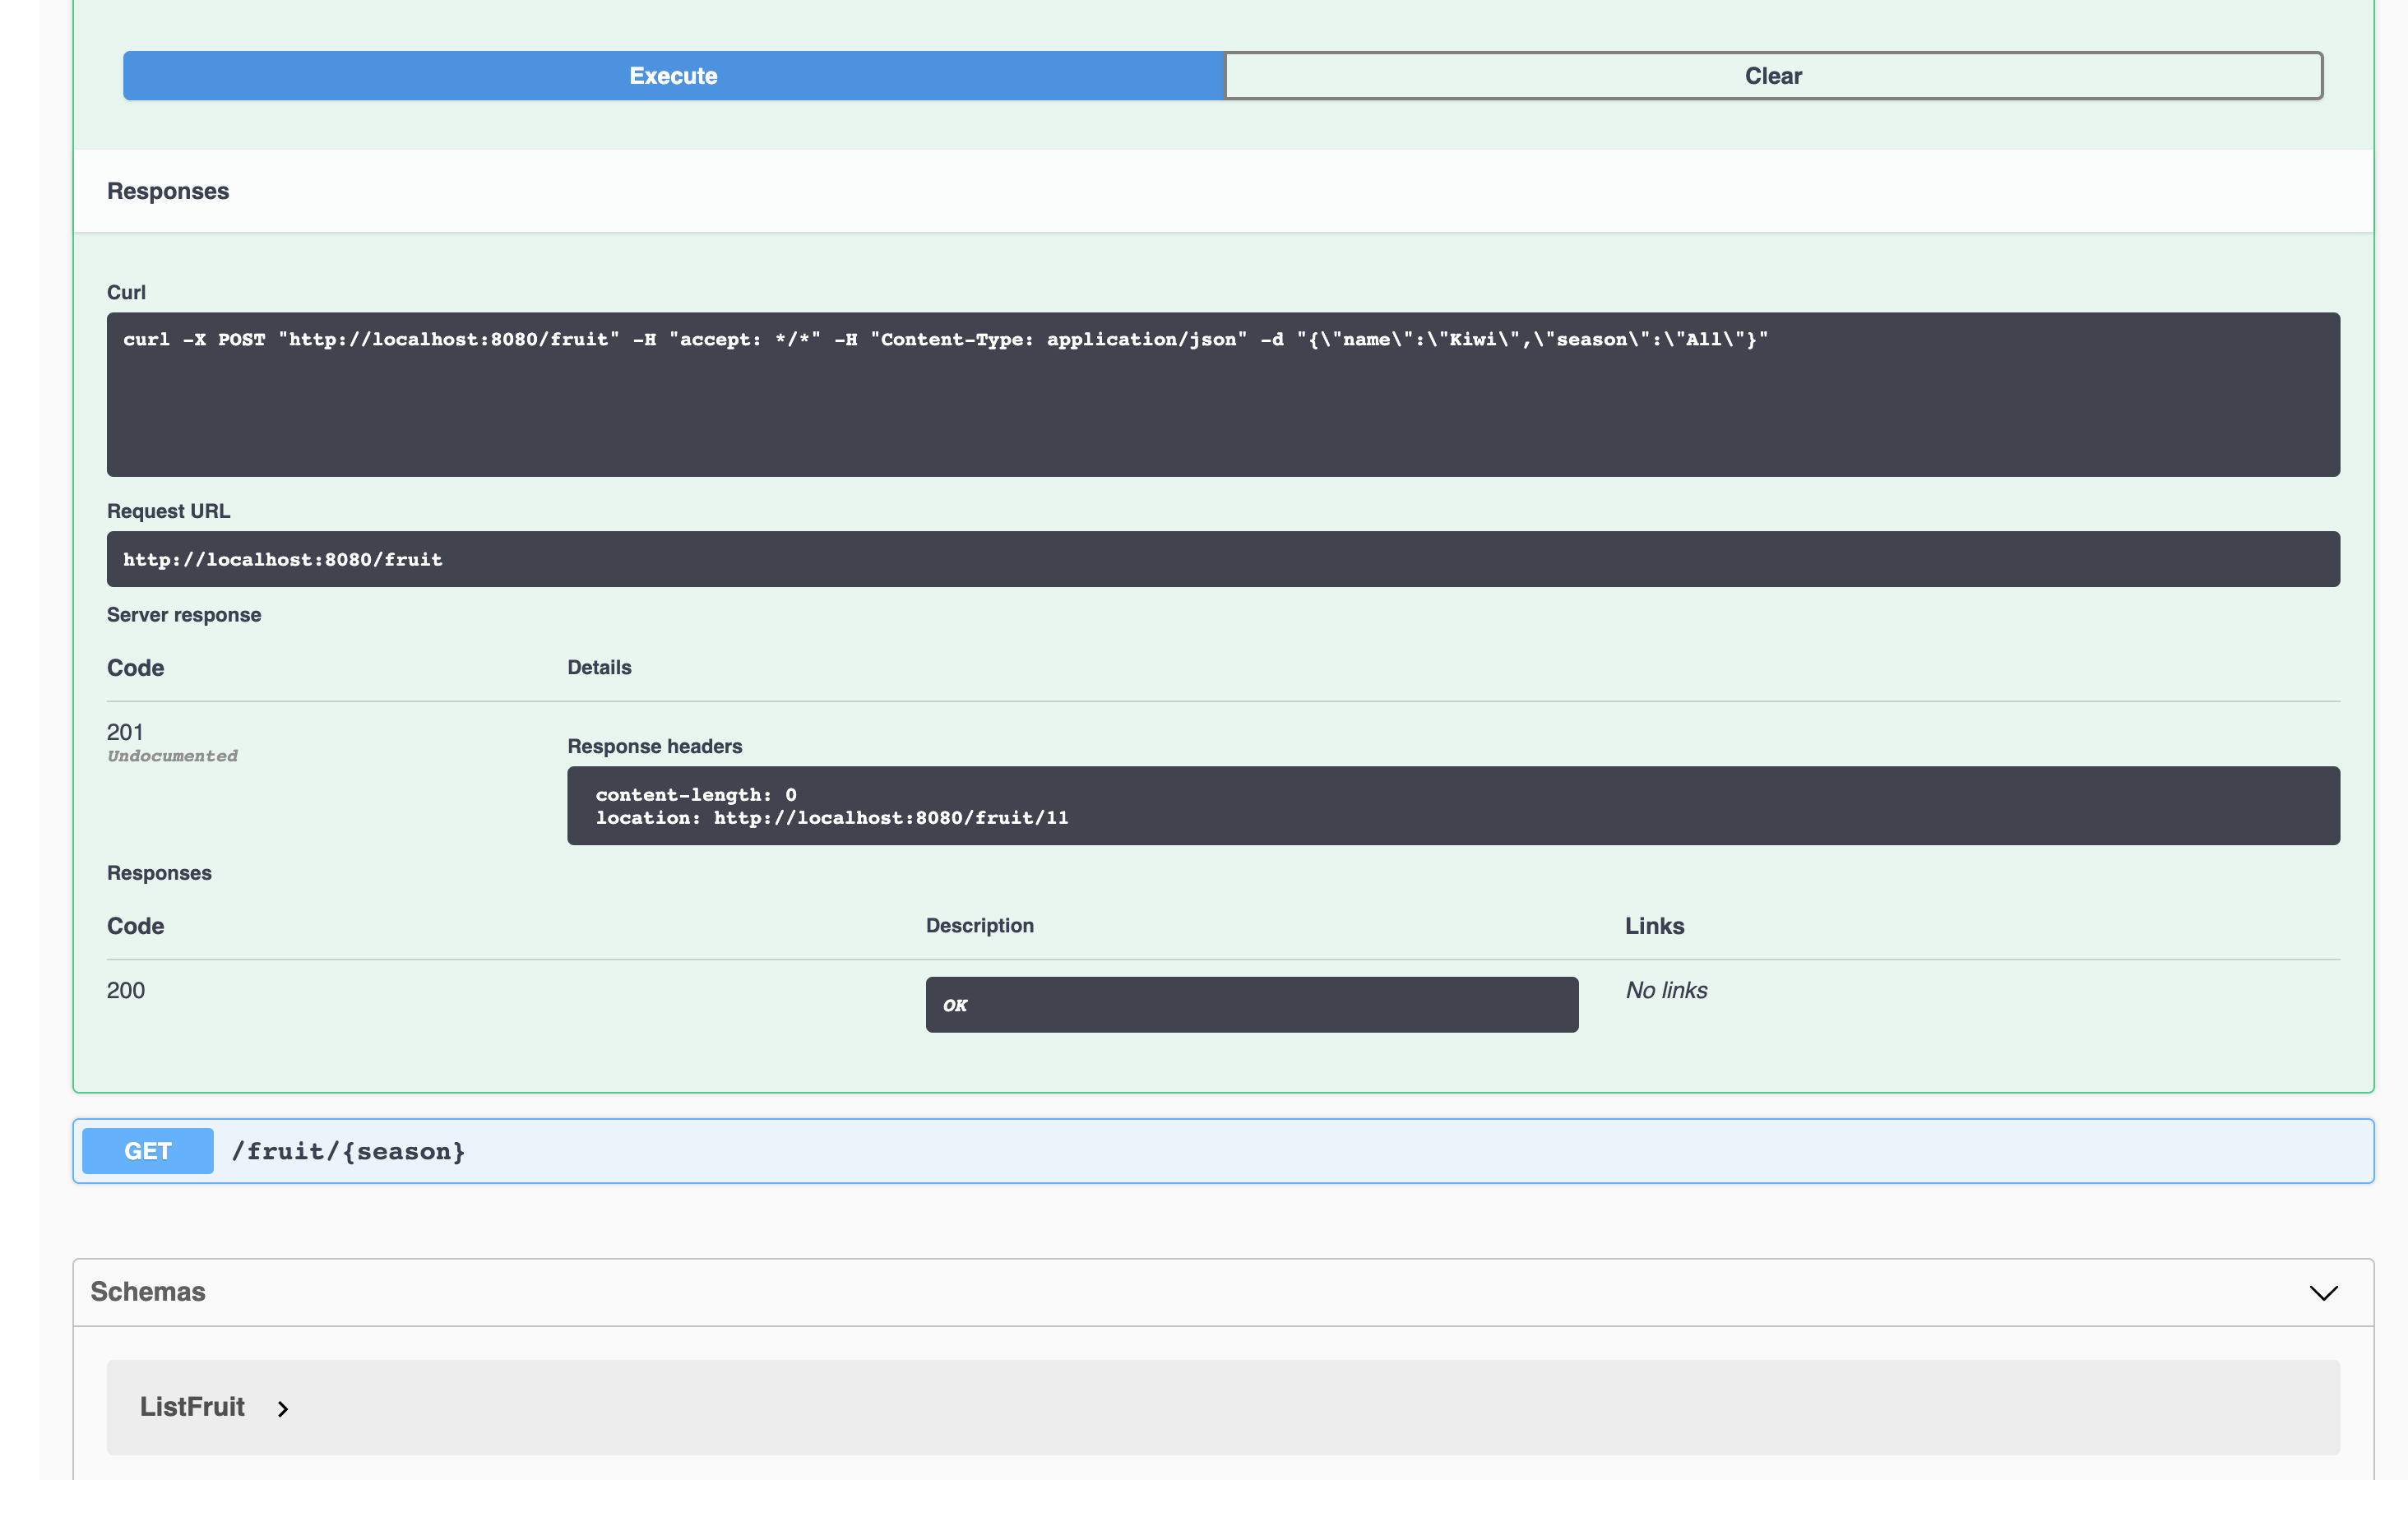 Execute
Clear
Responses
Curl
curl -X POST "http://localhost:8080/fruit" -H "accept: */*" -H "Content-Type: application/json" -d "{\"name\":\"Kiwi\",\"season\":\"All\"}"
Request URL
http://localhost:8080/fruit
Server response
Code Details
201
Undocumented
Response headers
content-length: 0
location: http://localhost:8080/fruit/11
Responses
Code Description Links
200 OK No links
GET /fruit/{season}
Schemas
ListFruit